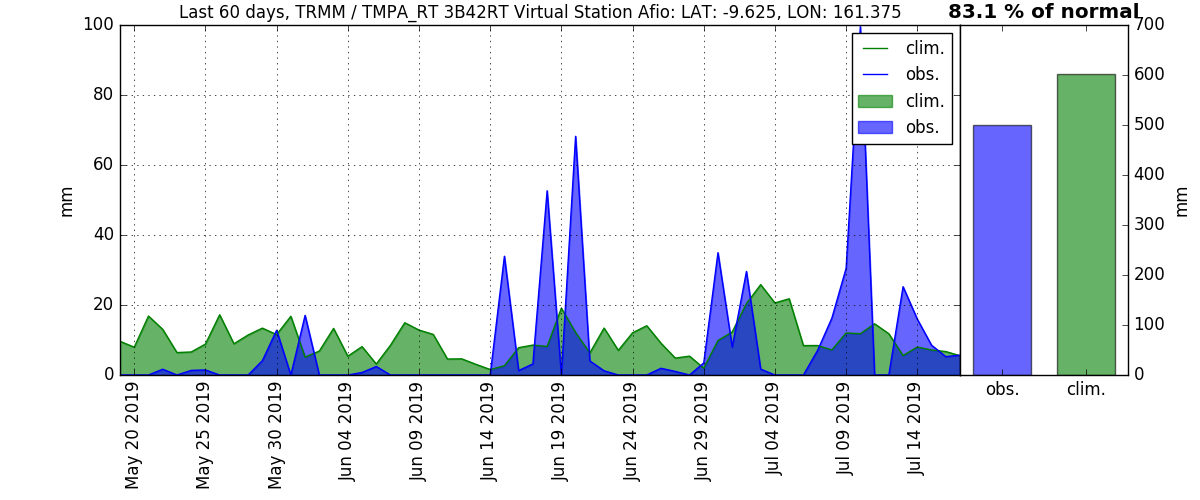 Last 60 days, TRMM / TMPA_RT 3B42RT Virtual Station Afio: LAT: -9.625, LON: 161.375
83.1 % of normal
100
80
60
40
20
0
mm
clim.
obs.
clim.
obs.
700
600
500
400
300
200
100
0
mm
May 20 2019
May 25 2019
May 30 2019
Jun 04 2019
Jun 09 2019
Jun 14 2019
Jun 19 2019
Jun 24 2019
Jun 29 2019
Jul 04 2019
Jul 09 2019
Jul 14 2019
obs.
clim.